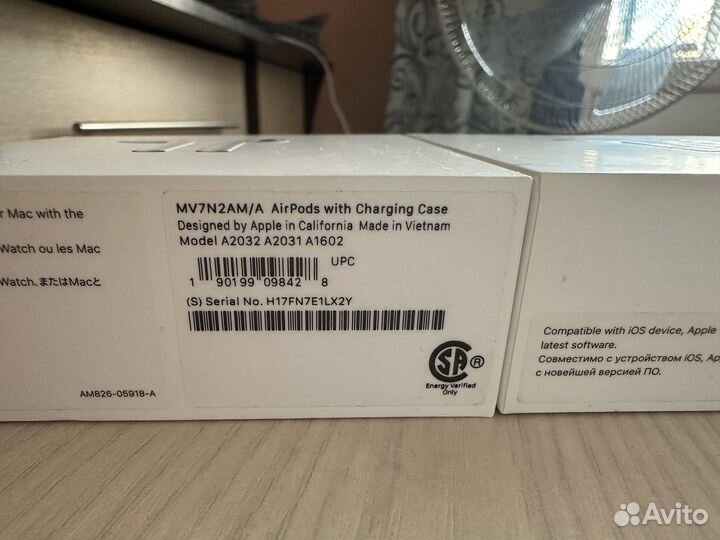 r Mac with the
Watch ou les Mac
Watch、またはMacと
AM826-05918-A
MV7N2AM/A AirPods with Charging Case
Designed by Apple in California Made in Vietnam
Model A2032 A2031 A1602
UPC
1 90199 09842 8
(S) Serial No. H17FN7E1LX2Y
SA ®
Energy Verified
Only
Compatible with iOS device, Apple
latest software.
Совместимо с устройством iOS, Ap
с новейшей версией ПО.
Avito